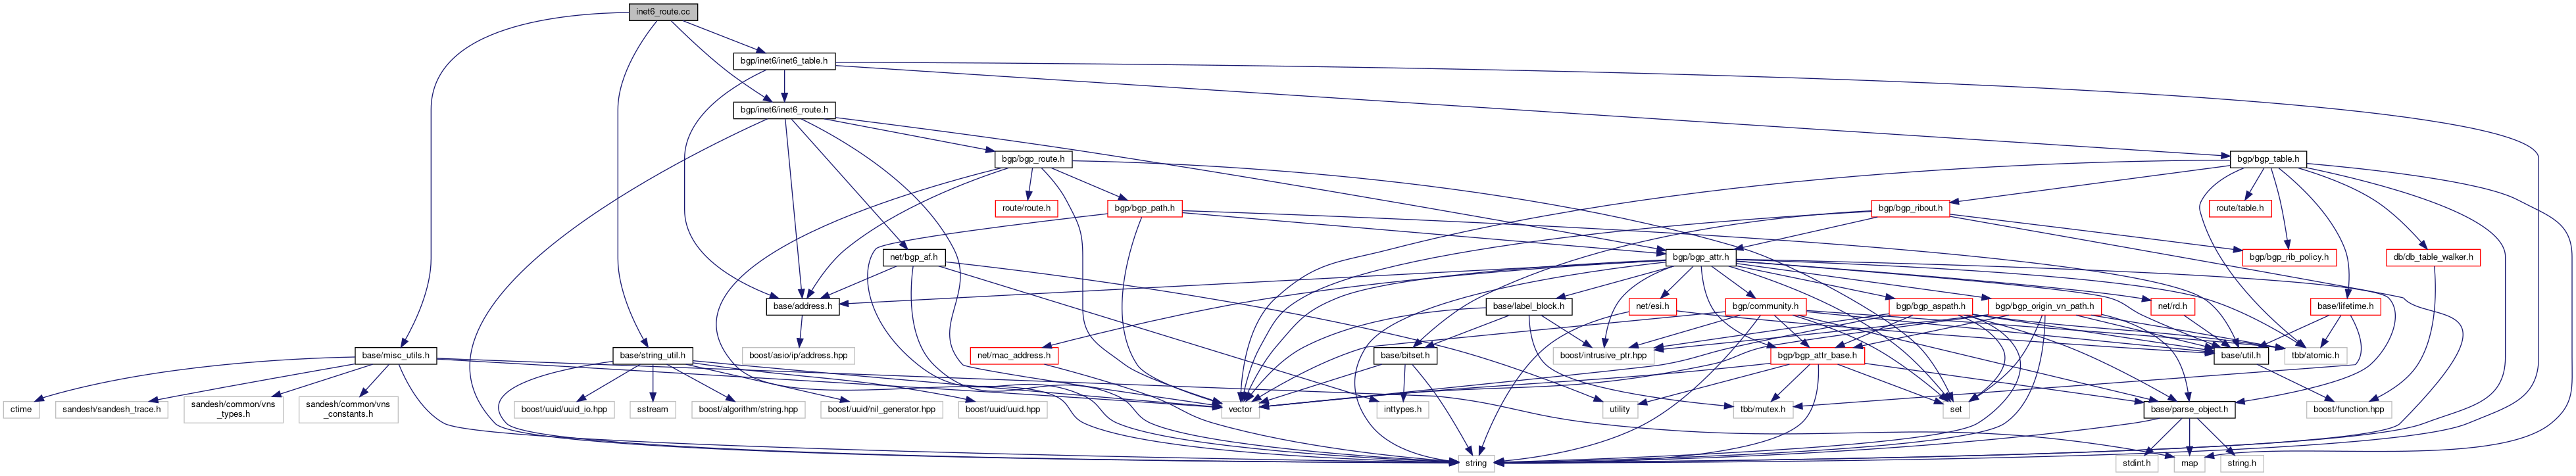 inet6_route.cc
bgp/inet6/inet6_table.h
bgp/inet6/inet6_route.h
bgp/bgp_route.h
bgp/bgp_table.h
route/route.h
bgp/bgp_path.h
bgp/bgp_ribout.h
route/table.h
net/bgp_af.h
bgp/bgp_attr.h
bgp/bgp_rib_policy.h
db/db_table_walker.h
base/address.h
base/label_block.h
net/esi.h
bgp/community.h
bgp/bgp_aspath.h
bgp/bgp_origin_vn_path.h
net/rd.h
base/lifetime.h
base/misc_utils.h
base/string_util.h
boost/asio/ip/address.hpp
net/mac_address.h
base/bitset.h
boost/intrusive_ptr.hpp
bgp/bgp_attr_base.h
base/util.h
tbb/atomic.h
ctime
sandesh/sandesh_trace.h
sandesh/common/vns
_types.h
sandesh/common/vns
_constants.h
boost/uuid/uuid_io.hpp
sstream
boost/algorithm/string.hpp
boost/uuid/nil_generator.hpp
boost/uuid/uuid.hpp
vector
inttypes.h
utility
tbb/mutex.h
set
base/parse_object.h
boost/function.hpp
string
stdint.h
map
string.h